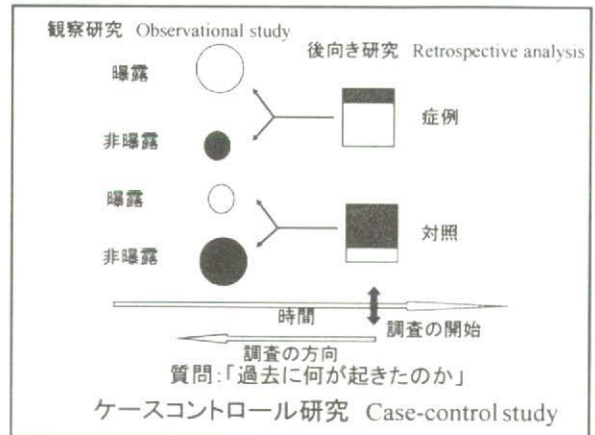 観察研究 Observational study
後向き研究 Retrospective analysis
曝露
症例
非曝露
曝露
対照
非曝露
時間
調査の開始
調査の方向
質問:「過去に何が起きたのか」
ケースコントロール研究 Case-control study